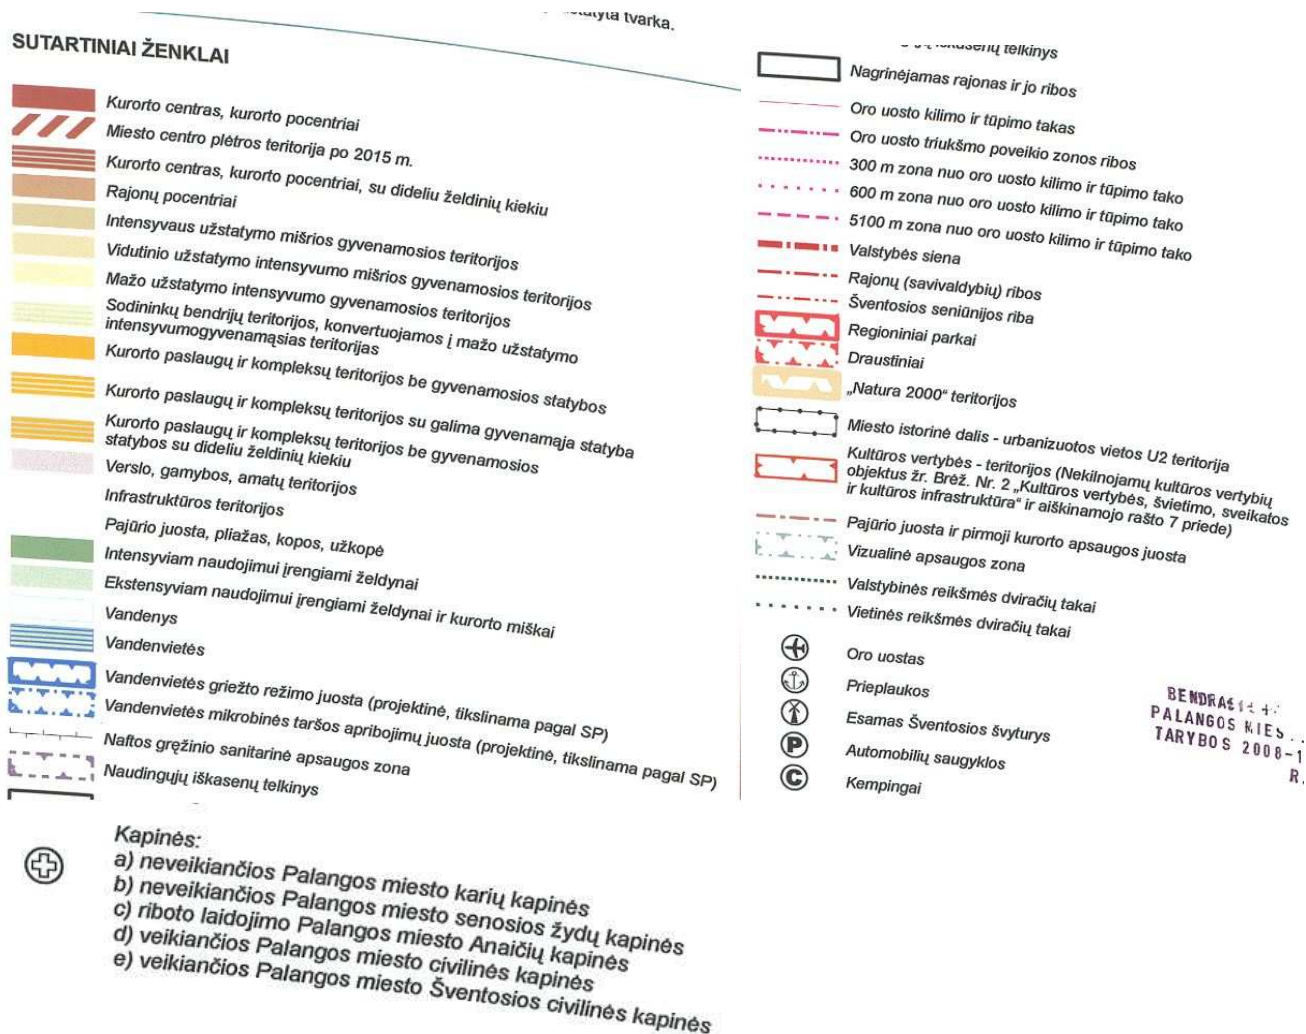 tvarka.
SUTARTINIAI ŽENKLAI
Kurorto centras, kurorto pocentriai
Miesto centro plėtros teritorija po 2015 m.
Kurorto centras, kurorto pocentriai, su dideliu želdinių kiekiu
Rajonų pocentriai
Intensyvaus užstatymo mišrios gyvenamosios teritorijos
Vidutinio užstatymo intensyvumo mišrios gyvenamosios teritorijos
Mažo užstatymo intensyvumo gyvenamosios teritorijos
Sodininkų bendrijų teritorijos, konvertuojamos į mažo užstatymo
intensyvumogyvenamąsias teritorijas
Kurorto paslaugų ir kompleksų teritorijos be gyvenamosios statybos
Kurorto paslaugų ir kompleksų teritorijos su galima gyvenamąja statyba
Kurorto paslaugų ir kompleksų teritorijos be gyvenamosios
statybos su dideliu želdinių kiekiu
Verslo, gamybos, amatų teritorijos
Infrastruktūros teritorijos
Pajūrio juosta, pliažas, kopos, užkopė
Intensyviam naudojimui įrengiami želdynai
Ekstensyviam naudojimui įrengiami želdynai ir kurorto miškai
Vandenys
Vandenvietės
Vandenvietės griežto režimo juosta (projektinė, tikslinama pagal SP)
Vandenvietės mikrobinės taršos apribojimų juosta (projektinė, tikslinama pagal SP)
Naftos gręžinio sanitarinė apsaugos zona
Naudingųjų iškasenų telkinys
iškasenų telkinys
Nagrinėjamas rajonas ir jo ribos
Oro uosto kilimo ir tūpimo takas
Oro uosto triukšmo poveikio zonos ribos
300 m zona nuo oro uosto kilimo ir tūpimo tako
600 m zona nuo oro uosto kilimo ir tūpimo tako
5100 m zona nuo oro uosto kilimo ir tūpimo tako
Valstybės siena
Rajonų (savivaldybių) ribos
Šventosios seniūnijos riba
Regioniniai parkai
Draustiniai
„Natura 2000" teritorijos
Miesto istorinė dalis - urbanizuotos vietos U2 teritorija
Kultūros vertybės - teritorijos (Nekilnojamų kultūros vertybių
objektus žr. Brėž. Nr. 2 „Kultūros vertybės, švietimo, sveikatos
ir kultūros infrastruktūra" ir aiškinamojo rašto 7 priede)
Pajūrio juosta ir pirmoji kurorto apsaugos juosta
Vizualinė apsaugos zona
Valstybinės reikšmės dviračių takai
Vietinės reikšmės dviračių takai
Oro uostas
Prieplaukos
Esamas Šventosios švyturys
P Automobilių saugyklos
C Kempingai
PALANGOS
TARYBOS 2008-1
Kapinės:
a) neveikiančios Palangos miesto karių kapinės
b) neveikiančios Palangos miesto senosios žydų kapinės
c) riboto laidojimo Palangos miesto Anaičių kapinės
d) veikiančios Palangos miesto civilinės kapinės
e) veikiančios Palangos miesto Šventosios civilinės kapinės